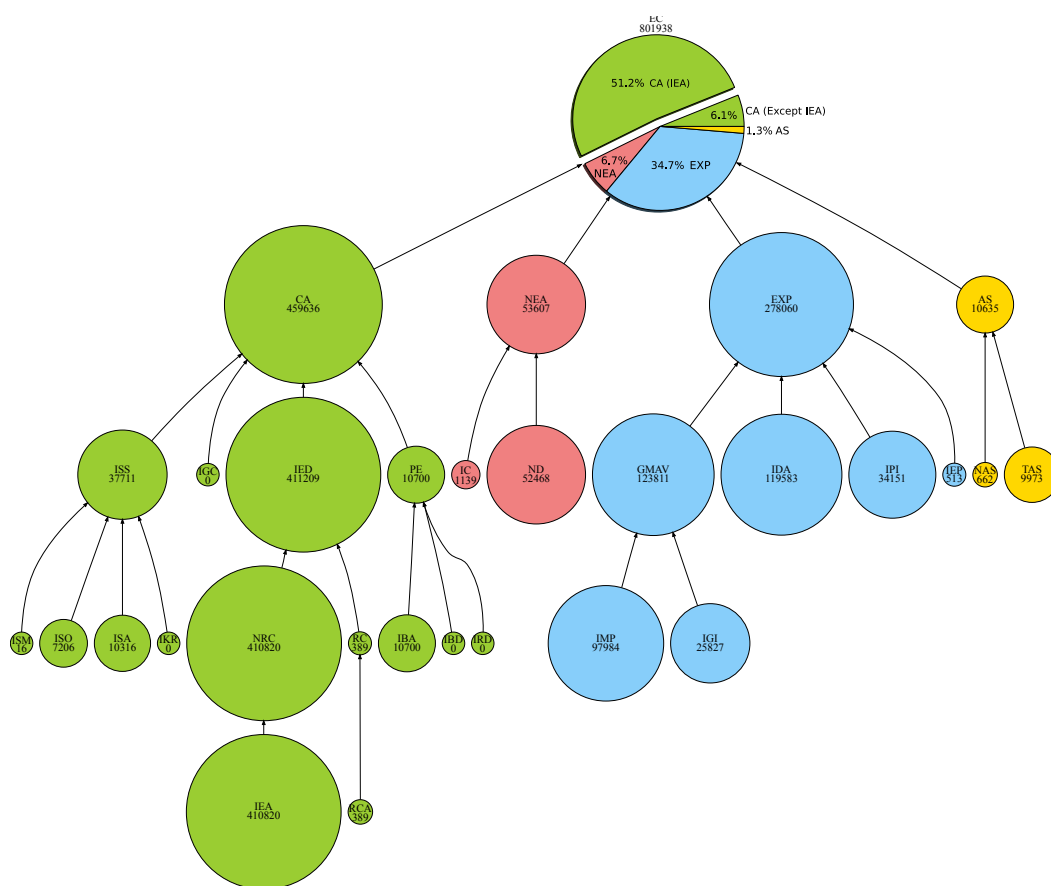 EC
801938
51.2% CA (IEA)
6.1%
CA (Except IEA)
1.3% AS
6.7%
NEA
34.7% EXP
CA
459636
NEA
53607
EXP
278060
AS
10635
ISS
37711
IGC
0
IED
411209
PE
10700
IC
1139
ND
52468
GMAV
123811
IDA
119583
IPI
34151
IEP
513
NAS
662
TAS
9973
ISM
16
ISO
7206
ISA
10316
IKR
0
NRC
410820
RC
389
IBA
10700
IBD
0
IRD
0
IMP
97984
IGI
25827
IEA
410820
RCA
389